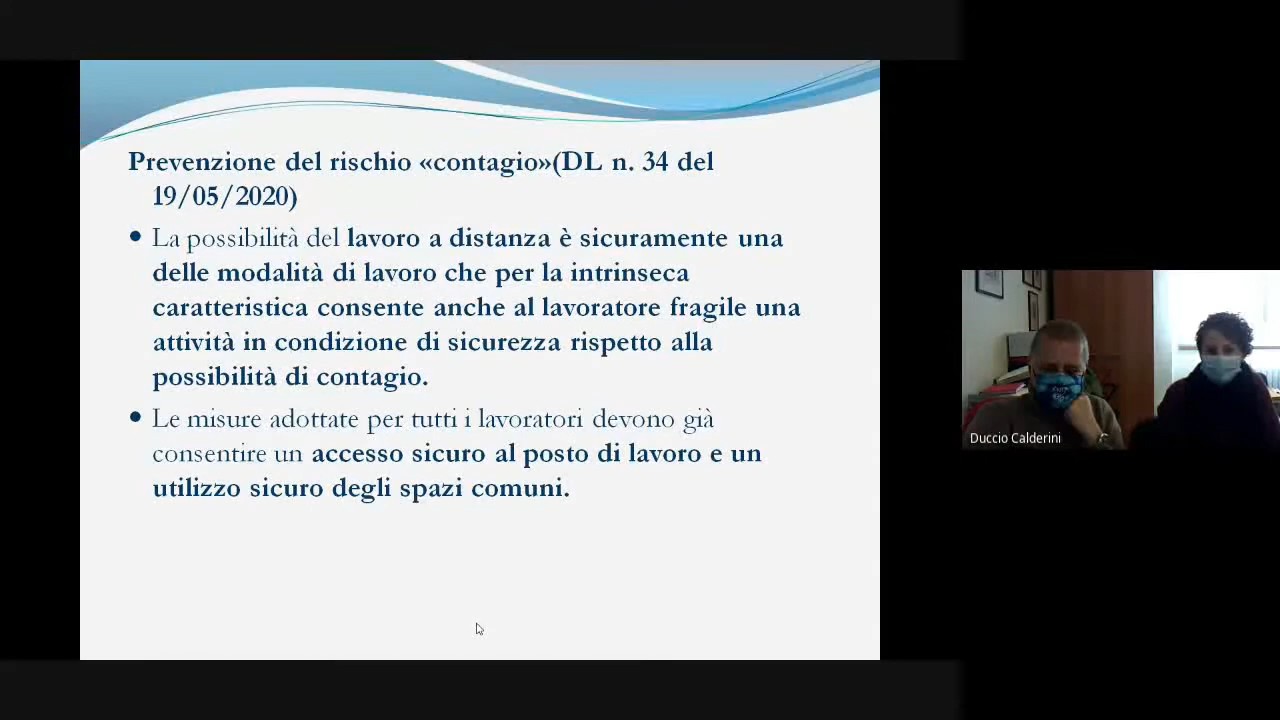 Prevenzione del rischio «contagio»(DL n. 34 del
19/05/2020)
• La possibilità del lavoro a distanza è sicuramente una
delle modalità di lavoro che per la intrinseca
caratteristica consente anche al lavoratore fragile una
attività in condizione di sicurezza rispetto alla
possibilità di contagio.
• Le misure adottate per tutti i lavoratori devono già
consentire un accesso sicuro al posto di lavoro e un
utilizzo sicuro degli spazi comuni.
Duccio Calderini